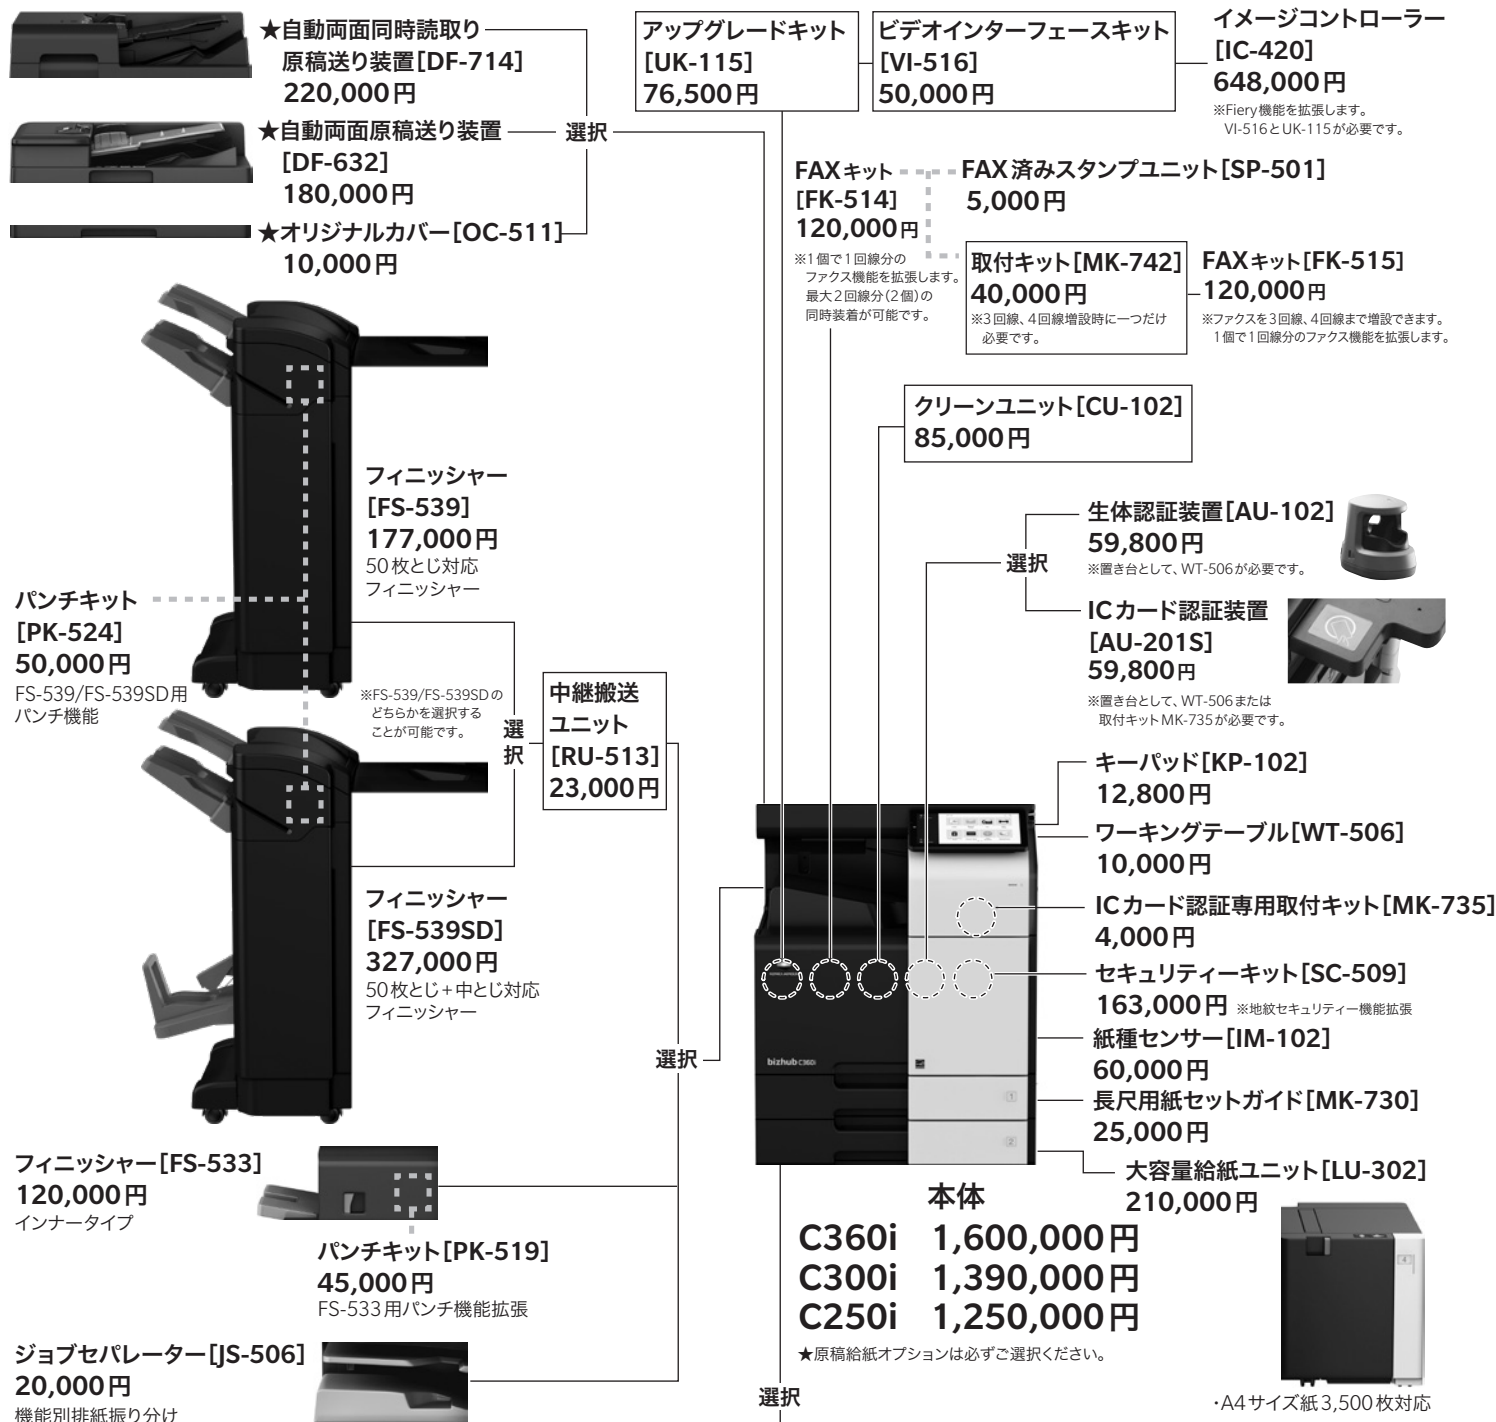 ★自動両面同時読取り
原稿送り装置[DF-714]
220,000円
★自動両面原稿送り装置
[DF-632]
180,000円
★オリジナルカバー[OC-511]
10,000円
選択
アップグレードキット
[UK-115]
76,500円
ビデオインターフェースキット
[VI-516]
50,000円
イメージコントローラー
[IC-420]
648,000円
※Fiery機能を拡張します。
VI-516とUK-115が必要です。
FAXキット
[FK-514]
120,000円
※1個で1回線分の
ファクス機能を拡張します。
最大2回線分(2個)の
同時装着が可能です。
FAX済みスタンプユニット[SP-501]
5,000円
取付キット[MK-742]
40,000円
※3回線、4回線増設時に一つだけ
必要です。
FAXキット[FK-515]
120,000円
※ファクスを3回線、4回線まで増設できます。
1個で1回線分のファクス機能を拡張します。
クリーンユニット[CU-102]
85,000円
フィニッシャー
[FS-539]
177,000円
50枚とじ対応
フィニッシャー
パンチキット
[PK-524]
50,000円
FS-539/FS-539SD用
パンチ機能
※FS-539/FS-539SDの
どちらかを選択する
ことが可能です。
選択
中継搬送
ユニット
[RU-513]
23,000円
フィニッシャー
[FS-539SD]
327,000円
50枚とじ+中とじ対応
フィニッシャー
選択
生体認証装置[AU-102]
59,800円
※置き台として、WT-506が必要です。
選択
ICカード認証装置
[AU-201S]
59,800円
※置き台として、WT-506または
取付キットMK-735が必要です。
キーパッド[KP-102]
12,800円
ワーキングテーブル[WT-506]
10,000円
ICカード認証専用取付キット[MK-735]
4,000円
セキュリティーキット[SC-509]
163,000円 ※地紋セキュリティー機能拡張
紙種センサー[IM-102]
60,000円
長尺用紙セットガイド[MK-730]
25,000円
大容量給紙ユニット[LU-302]
210,000円
bizhub C360i
1
2
4
フィニッシャー[FS-533]
120,000円
インナータイプ
パンチキット[PK-519]
45,000円
FS-533用パンチ機能拡張
ジョブセパレーター[JS-506]
20,000円
機能別排紙振り分け
本体
C360i 1,600,000円
C300i 1,390,000円
C250i 1,250,000円
★原稿給紙オプションは必ずご選択ください。
選択
・A4サイズ紙3,500枚対応